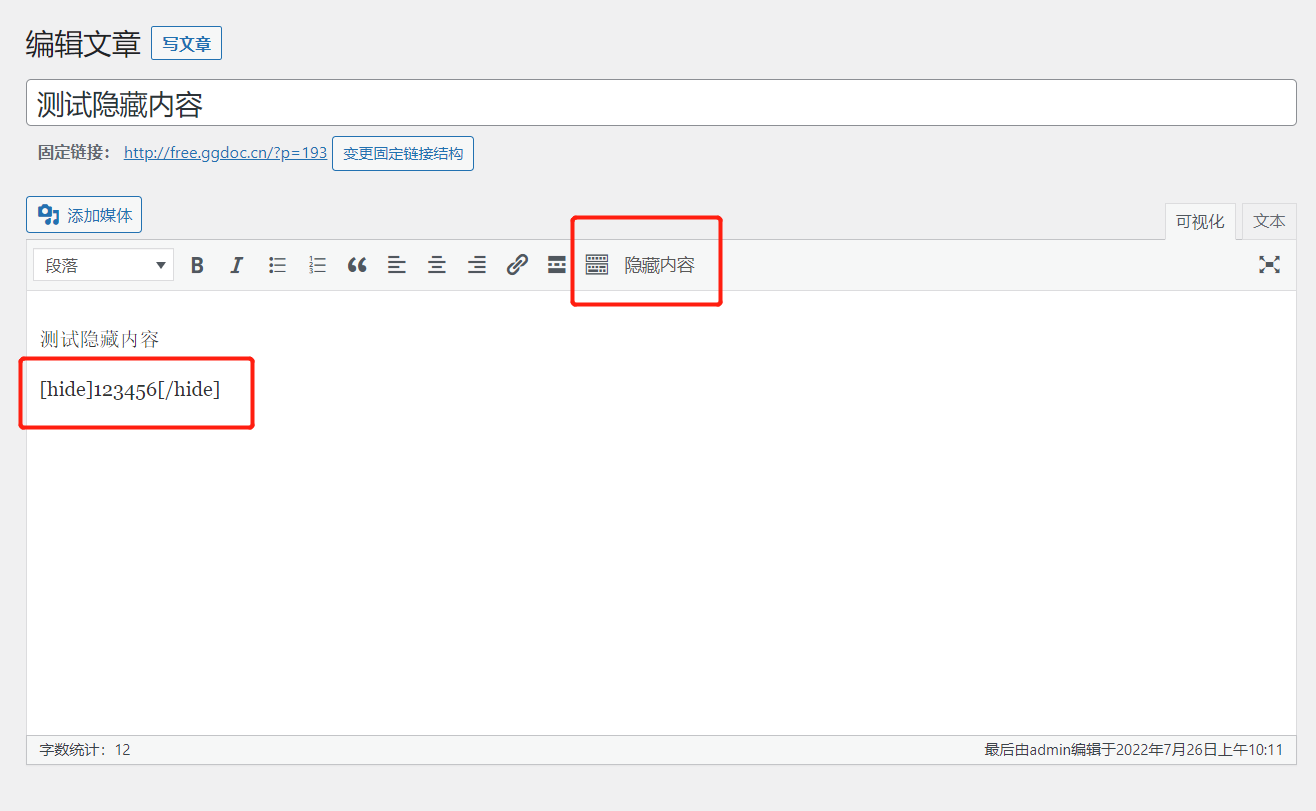 编辑文章 写文章
测试隐藏内容
固定链接： http://free.ggdoc.cn/?p=193 变更固定链接结构
添加媒体
可视化 文本
段落 B I 隐藏内容
测试隐藏内容
[hide]123456[/hide]
字数统计：12 最后由admin编辑于2022年7月26日上午10:11